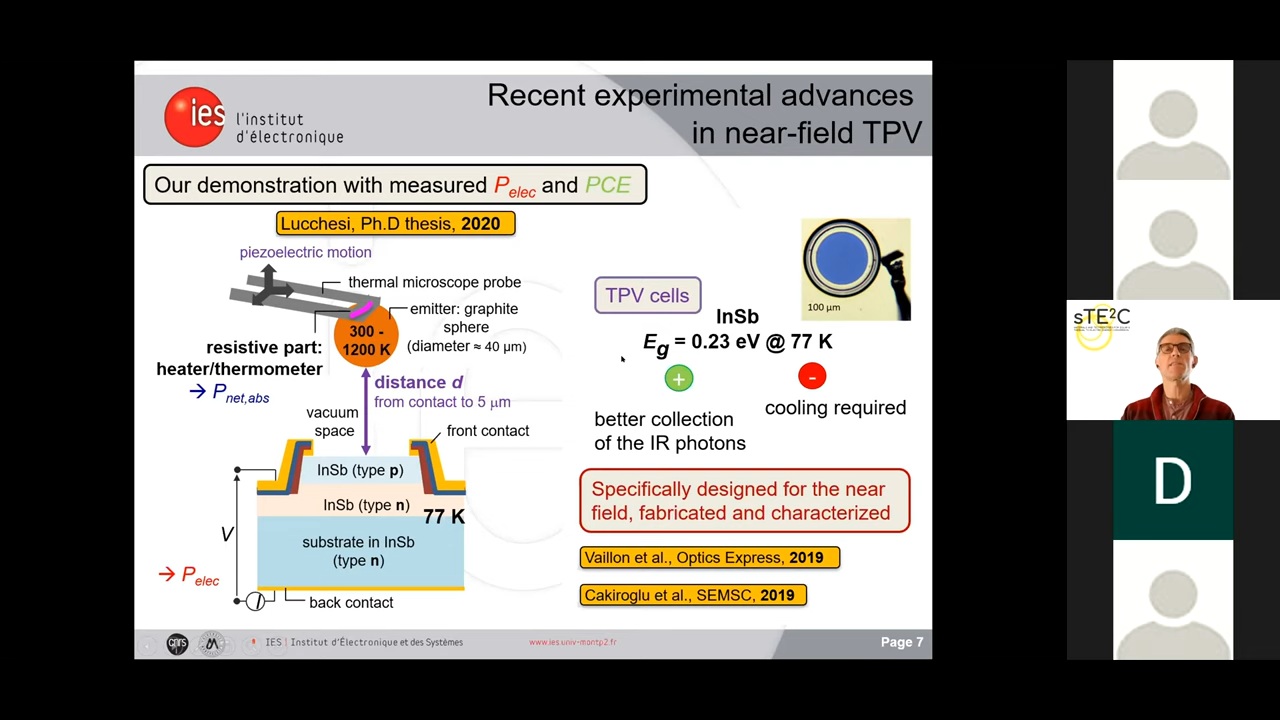 Recent experimental advances
in near-field TPV
ies l'institut
d'électronique
Our demonstration with measured Pelec and PCE
Lucchesi, Ph.D thesis, 2020
piezoelectric motion
thermal microscope probe
emitter: graphite
sphere
(diameter ≈ 40 µm)
300 -
1200 K
resistive part:
heater/thermometer
→ Pnet,abs
distance d
from contact to 5 µm
vacuum
space
front contact
InSb (type p)
InSb (type n)
77 K
substrate in InSb
(type n)
V
→ Pelec
I
back contact
100 µm
TPV cells
InSb
Eg = 0.23 eV @ 77 K
+
-
better collection
of the IR photons
cooling required
Specifically designed for the near
field, fabricated and characterized
Vaillon et al., Optics Express, 2019
Cakiroglu et al., SEMSC, 2019
cnrs
IES | Institut d'Électronique et des Systèmes
www.ies.univ-montp2.fr
Page 7
sTE²C
D